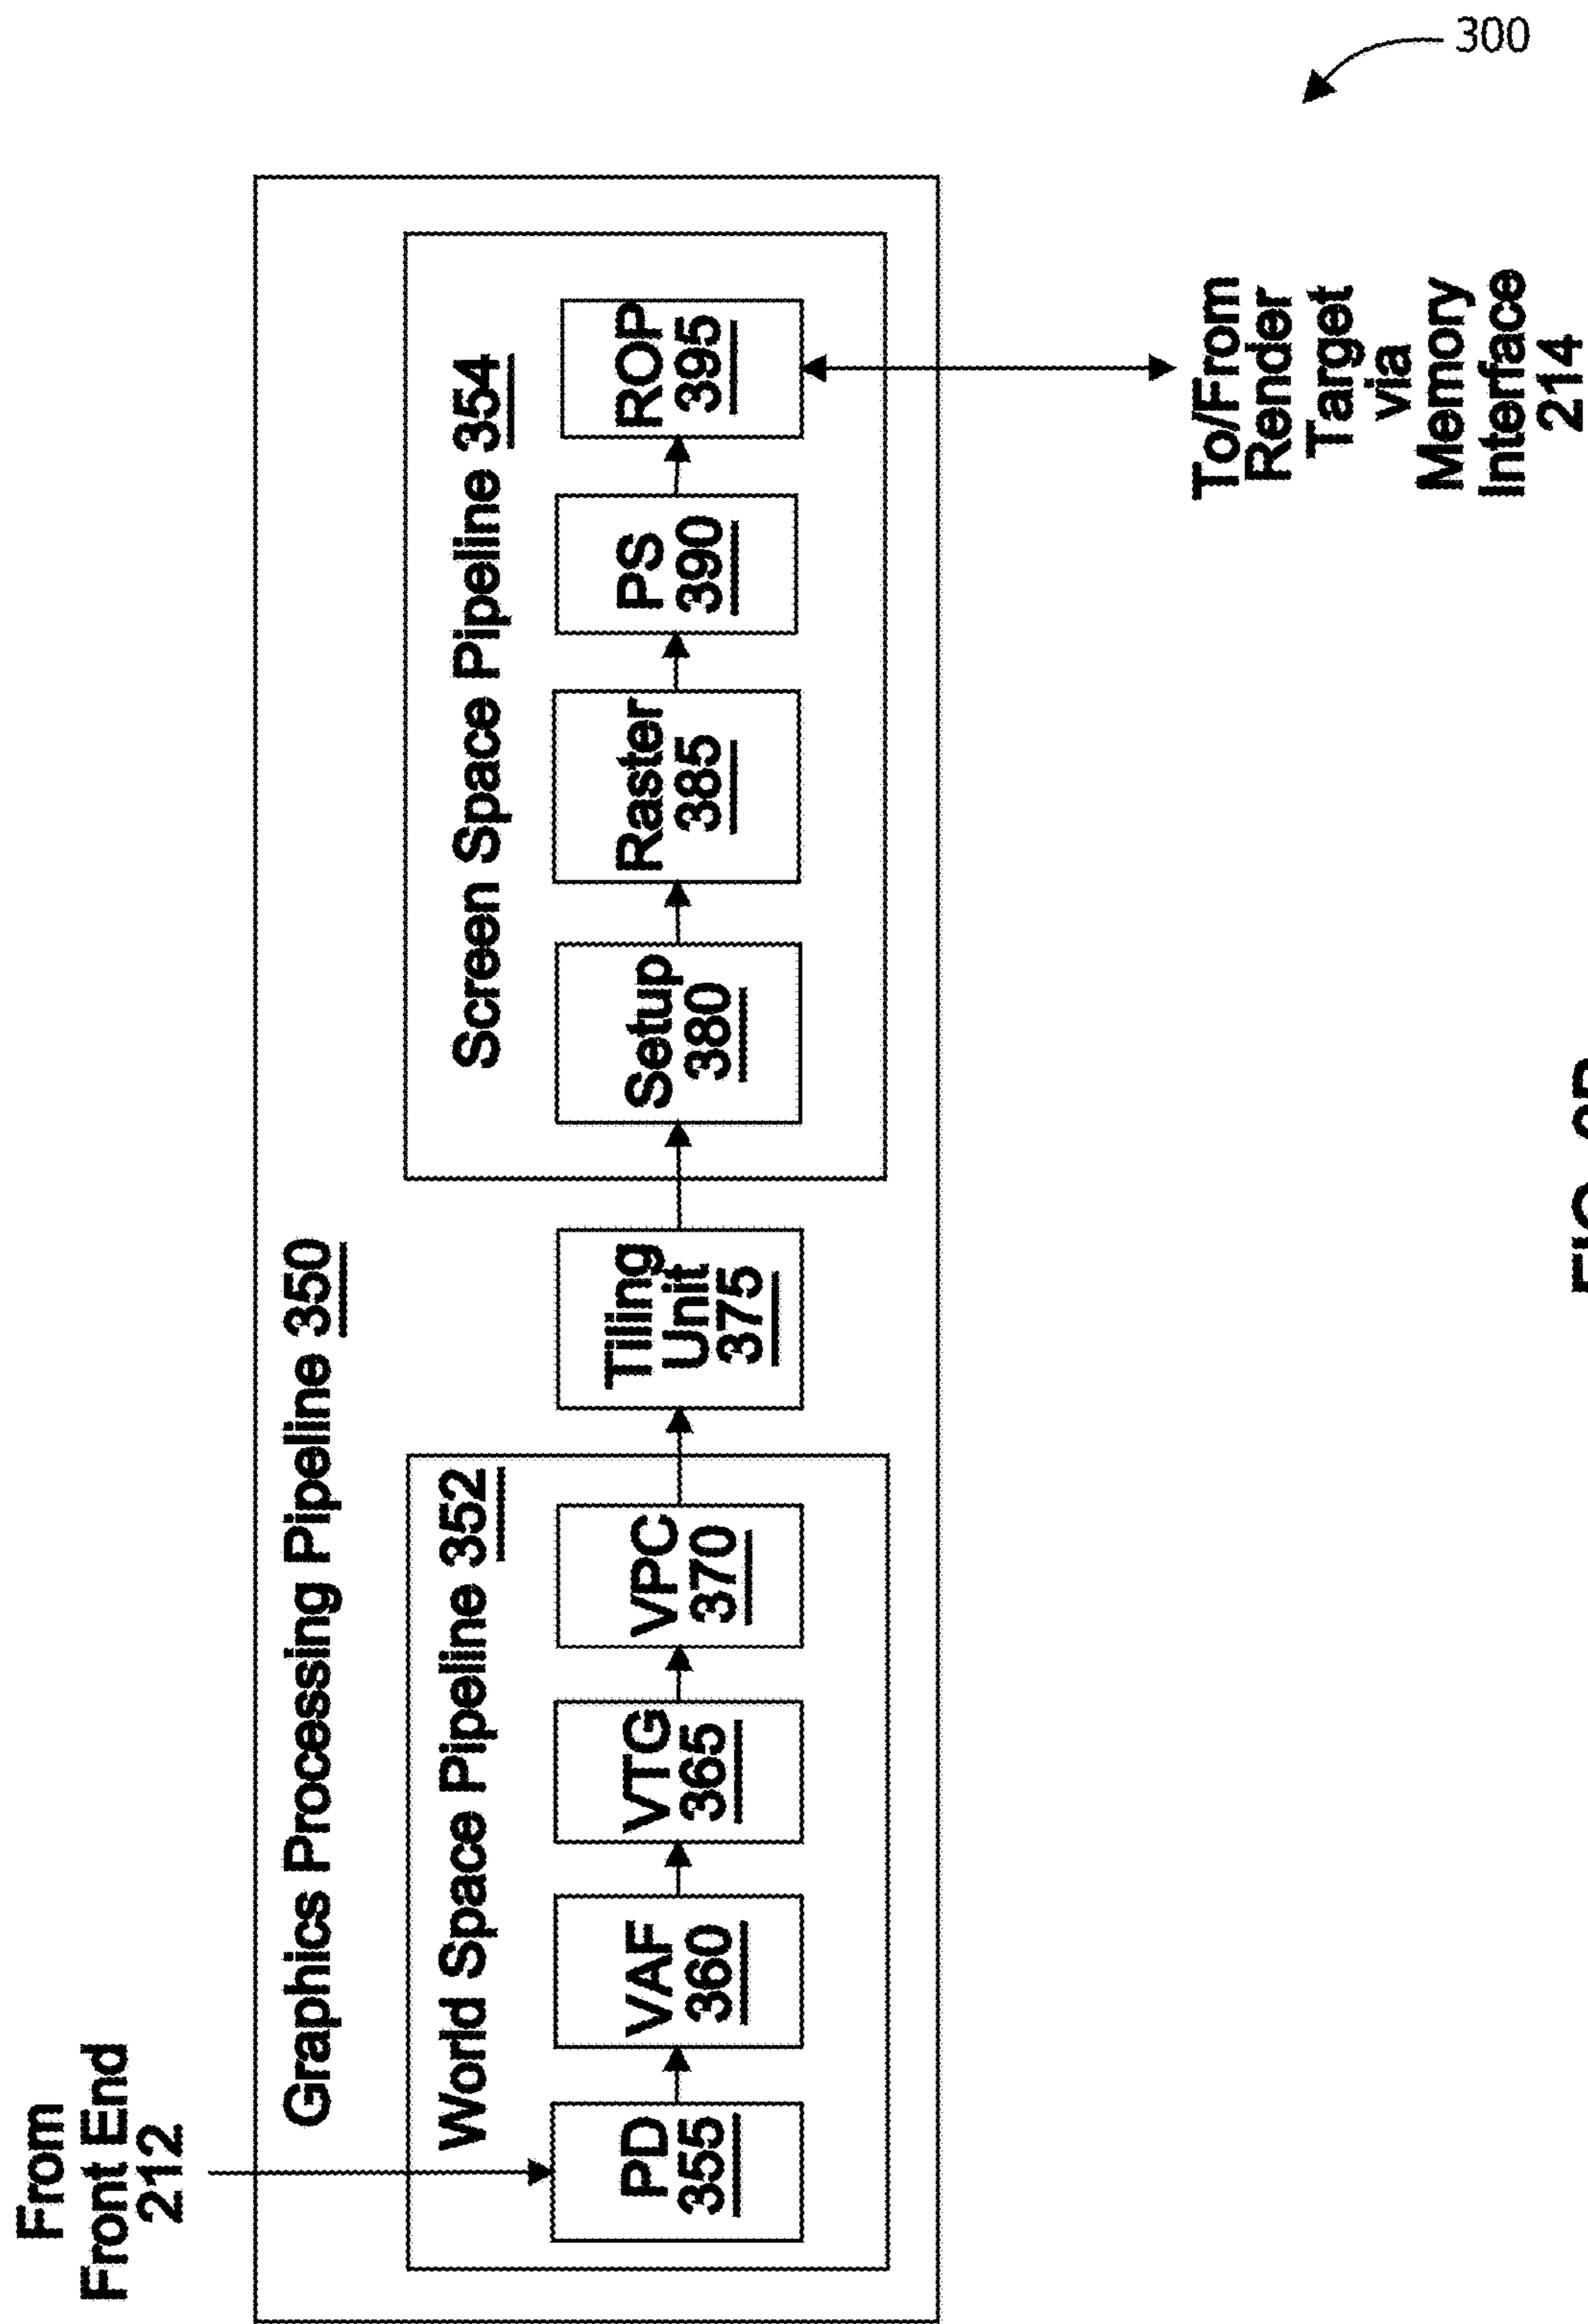 300
From
Front End
212
Graphics Processing Pipeline 350
World Space Pipeline 352
PD
355
VAF
360
VTG
365
VPC
370
Tiling
Unit
375
Screen Space Pipeline 354
Setup
380
Raster
385
PS
390
ROP
395
To/From
Render
Target
via
Memory
Interface
214